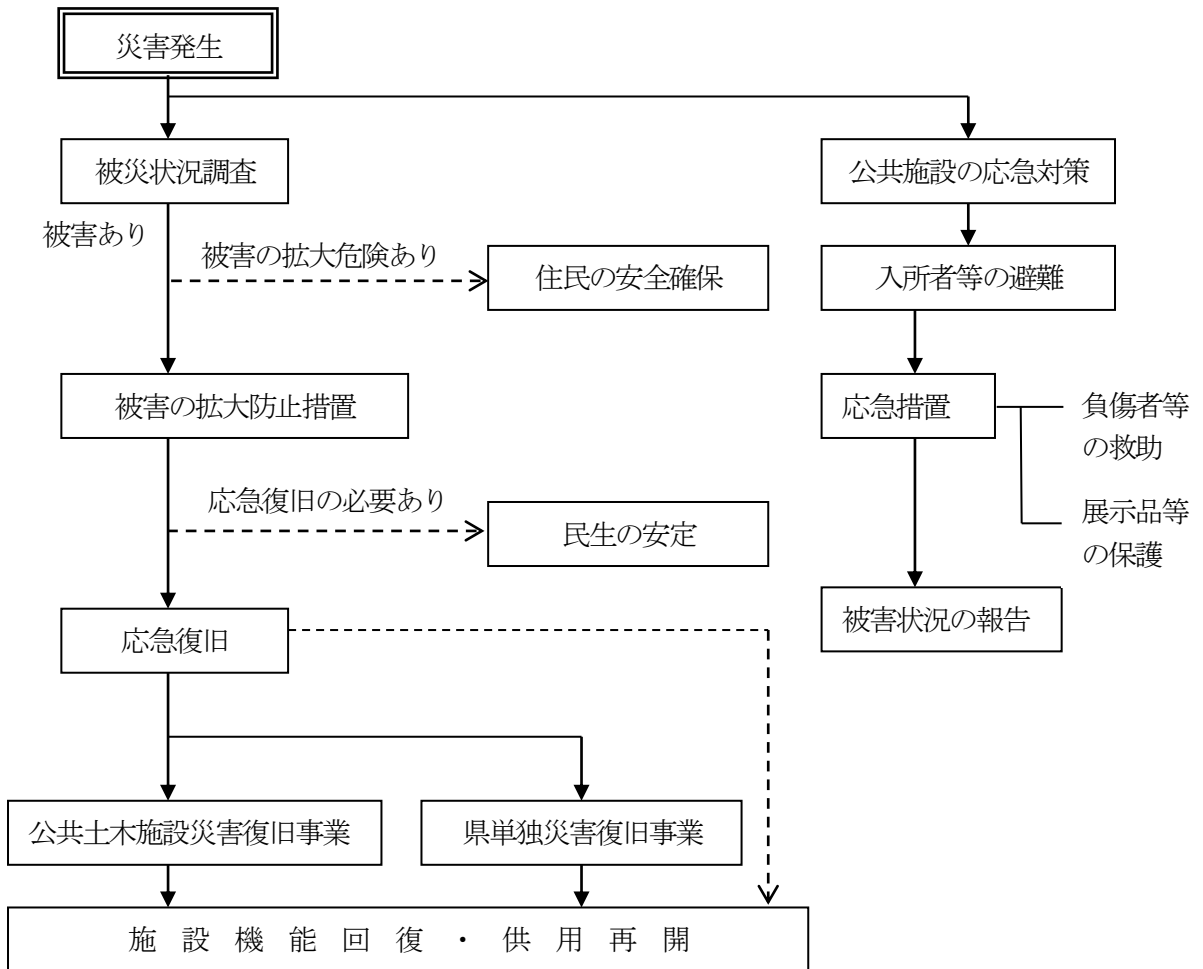 災害発生
被災状況調査
公共施設の応急対策
被害あり
被害の拡大危険あり
住民の安全確保
入所者等の避難
被害の拡大防止措置
応急措置
負傷者等
の救助
展示品等
の保護
応急復旧の必要あり
民生の安定
応急復旧
被害状況の報告
公共土木施設災害復旧事業
県単独災害復旧事業
施設機能回復・供用再開